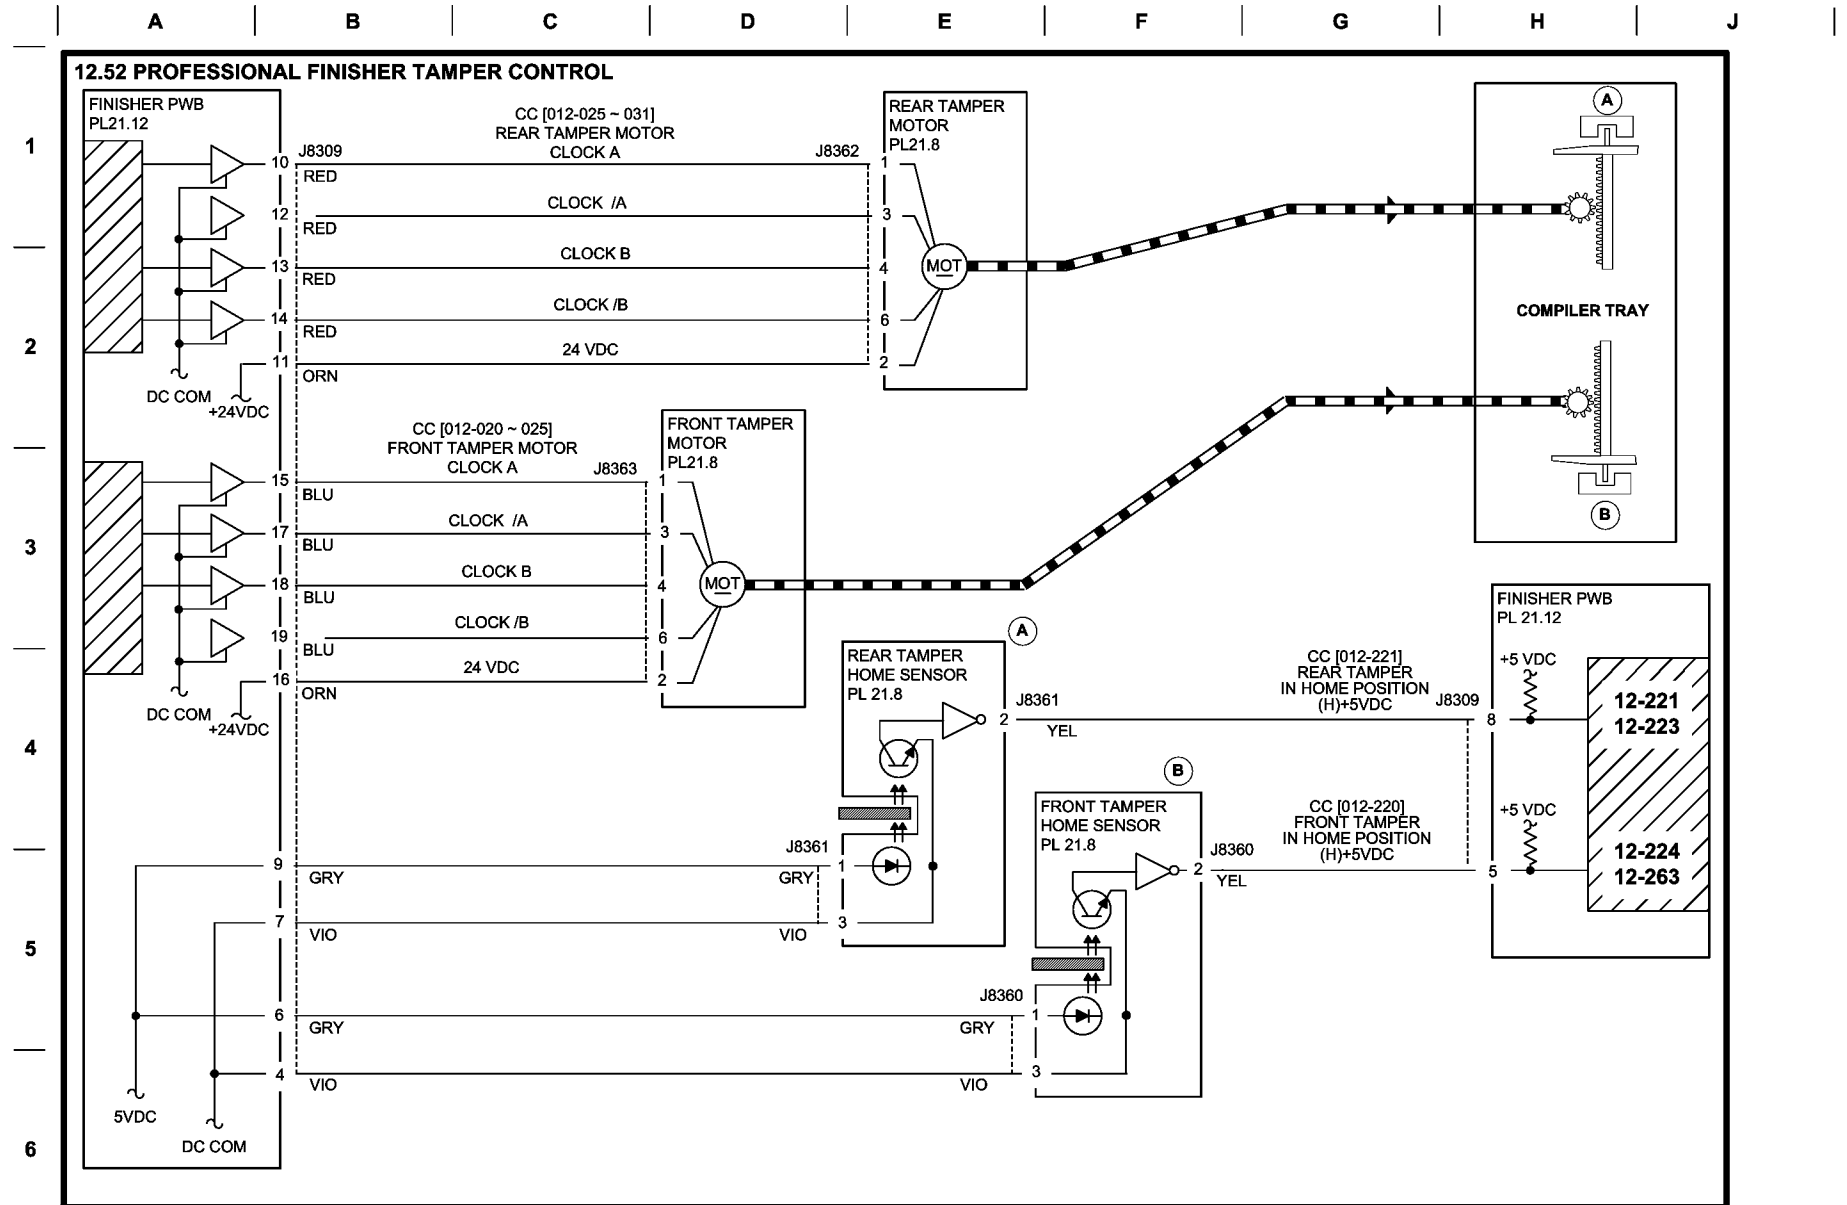 A B C D E F G H J
12.52 PROFESSIONAL FINISHER TAMPER CONTROL
1
2
3
4
5
6
FINISHER PWB
PL21.12
CC [012-025 ~ 031]
REAR TAMPER MOTOR
CLOCK A
J8309
J8362
10
RED
1
CLOCK /A
12
RED
3
CLOCK B
13
RED
4
CLOCK /B
14
RED
6
24 VDC
11
ORN
2
DC COM
+24VDC
REAR TAMPER
MOTOR
PL21.8
MOT
A
COMPILER TRAY
B
CC [012-020 ~ 025]
FRONT TAMPER MOTOR
CLOCK A
J8363
15
BLU
1
CLOCK /A
17
BLU
3
CLOCK B
18
BLU
4
CLOCK /B
19
BLU
6
24 VDC
16
ORN
2
DC COM
+24VDC
FRONT TAMPER
MOTOR
PL21.8
MOT
A
REAR TAMPER
HOME SENSOR
PL 21.8
J8361
2
YEL
CC [012-221]
REAR TAMPER
IN HOME POSITION
(H)+5VDC
J8309
8
FINISHER PWB
PL 21.12
+5 VDC
12-221
12-223
B
FRONT TAMPER
HOME SENSOR
PL 21.8
J8360
2
YEL
CC [012-220]
FRONT TAMPER
IN HOME POSITION
(H)+5VDC
5
+5 VDC
12-224
12-263
9
GRY
J8361
GRY
1
7
VIO
VIO
3
6
GRY
J8360
GRY
1
4
VIO
VIO
3
5VDC
DC COM